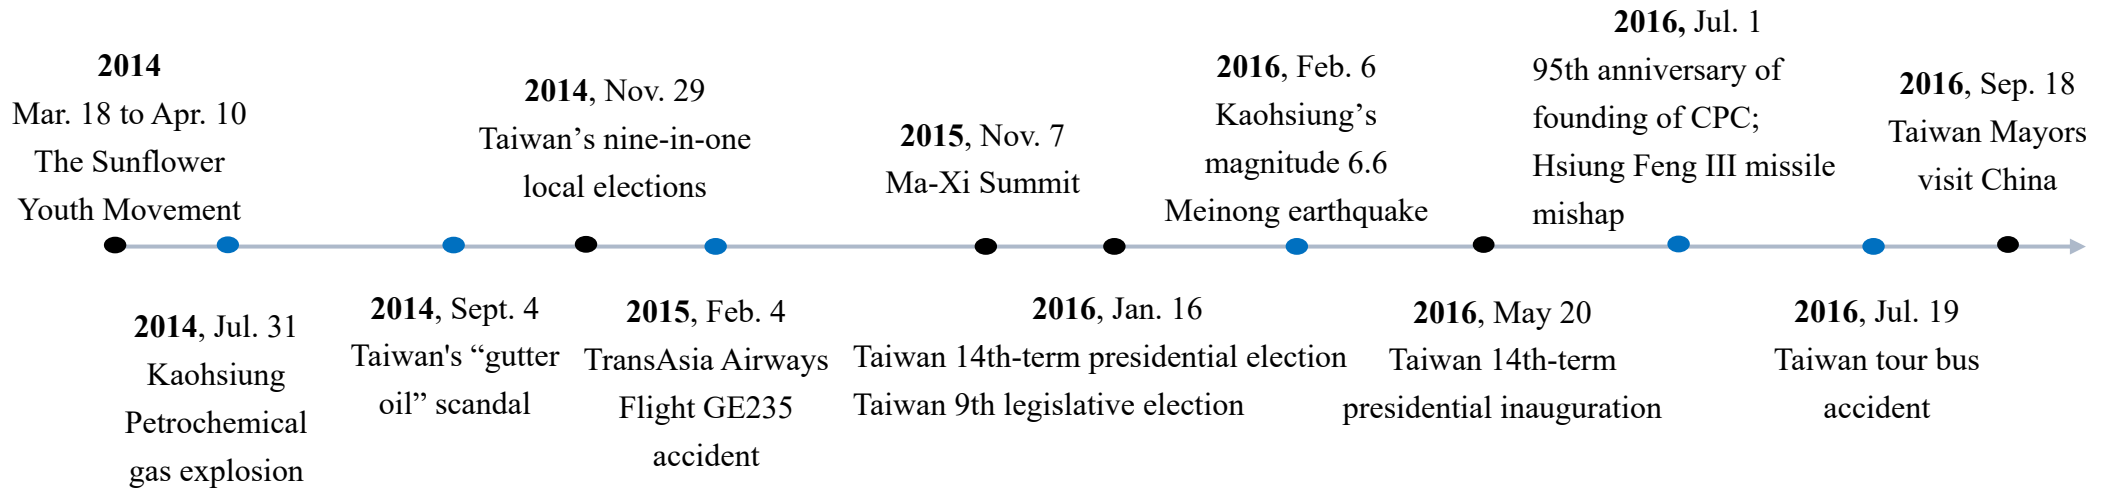 2014
Mar. 18 to Apr. 10
The Sunflower
Youth Movement
2014, Jul. 31
Kaohsiung
Petrochemical
gas explosion
2014, Sept. 4
Taiwan's “gutter
oil” scandal
2014, Nov. 29
Taiwan’s nine-in-one
local elections
2015, Feb. 4
TransAsia Airways
Flight GE235
accident
2015, Nov. 7
Ma-Xi Summit
2016, Jan. 16
Taiwan 14th-term presidential election
Taiwan 9th legislative election
2016, Feb. 6
Kaohsiung’s
magnitude 6.6
Meinong earthquake
2016, May 20
Taiwan 14th-term
presidential inauguration
2016, Jul. 1
95th anniversary of
founding of CPC;
Hsiung Feng III missile
mishap
2016, Jul. 19
Taiwan tour bus
accident
2016, Sep. 18
Taiwan Mayors
visit China